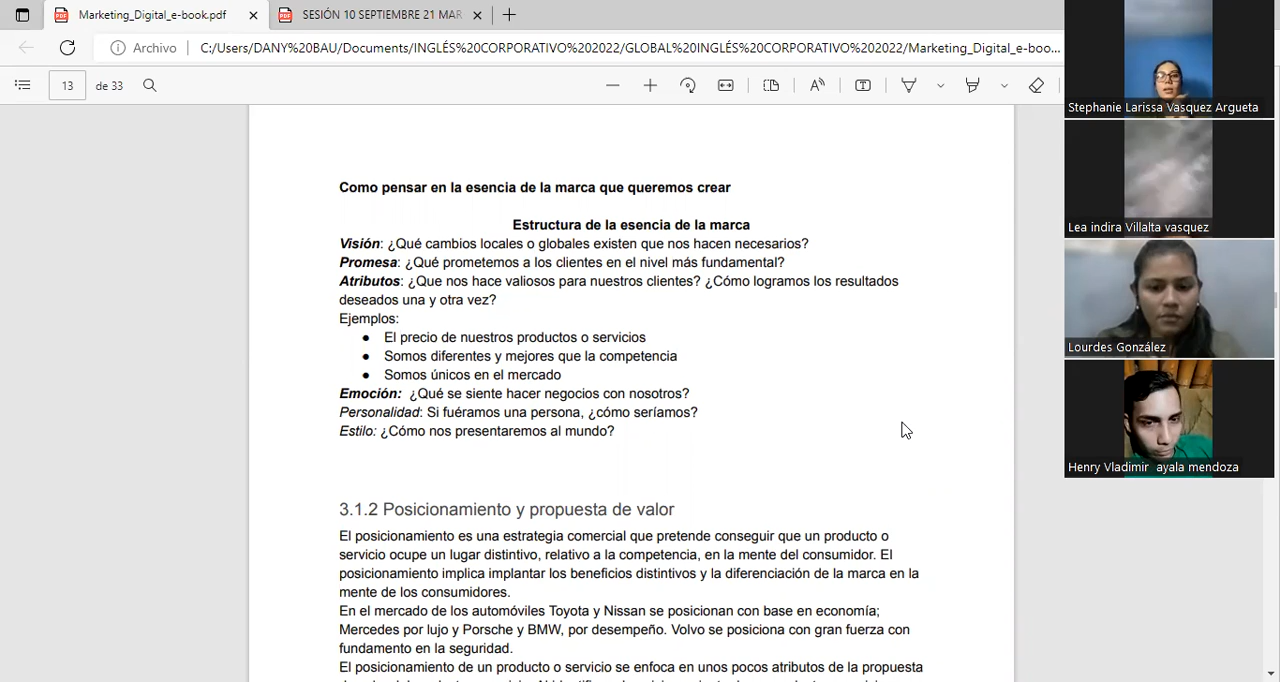 Marketing_Digital_e-book.pdf
SESIÓN 10 SEPTIEMBRE 21 MAR
Archivo
C:/Users/DANY%20BAU/Documents/INGLÉS%20CORPORATIVO%202022/GLOBAL%20INGLÉS%20CORPORATIVO%202022/Marketing_Digital_e-boo...
13 de 33
Como pensar en la esencia de la marca que queremos crear
Estructura de la esencia de la marca
Visión: ¿Qué cambios locales o globales existen que nos hacen necesarios?
Promesa: ¿Qué prometemos a los clientes en el nivel más fundamental?
Atributos: ¿Que nos hace valiosos para nuestros clientes? ¿Cómo logramos los resultados
deseados una y otra vez?
Ejemplos:
● El precio de nuestros productos o servicios
● Somos diferentes y mejores que la competencia
● Somos únicos en el mercado
Emoción: ¿Qué se siente hacer negocios con nosotros?
Personalidad: Si fuéramos una persona, ¿cómo seríamos?
Estilo: ¿Cómo nos presentaremos al mundo?
3.1.2 Posicionamiento y propuesta de valor
El posicionamiento es una estrategia comercial que pretende conseguir que un producto o
servicio ocupe un lugar distintivo, relativo a la competencia, en la mente del consumidor. El
posicionamiento implica implantar los beneficios distintivos y la diferenciación de la marca en la
mente de los consumidores.
En el mercado de los automóviles Toyota y Nissan se posicionan con base en economía;
Mercedes por lujo y Porsche y BMW, por desempeño. Volvo se posiciona con gran fuerza con
fundamento en la seguridad.
El posicionamiento de un producto o servicio se enfoca en unos pocos atributos de la propuesta
Stephanie Larissa Vasquez Argueta
Lea indira Villalta vasquez
Lourdes González
Henry Vladimir ayala mendoza